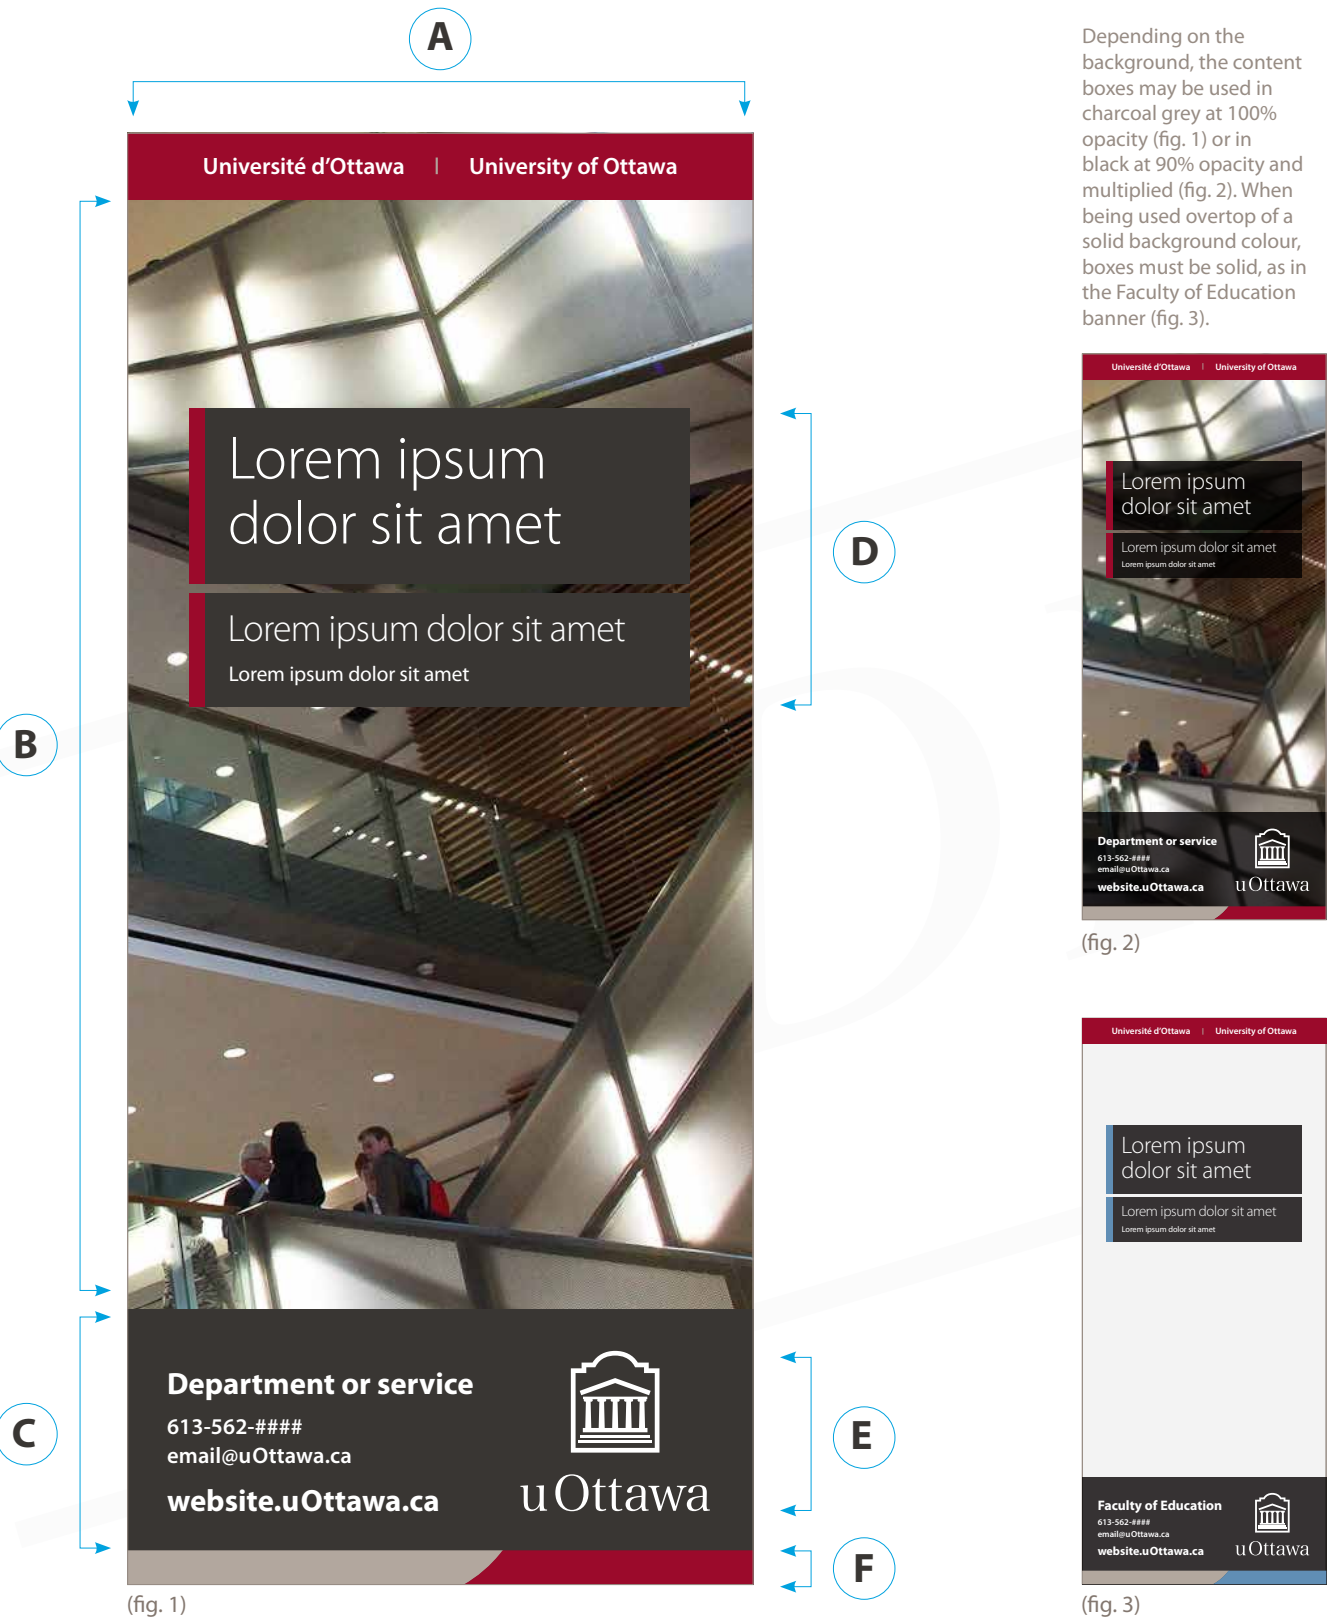 A
Université d'Ottawa | University of Ottawa
B
Lorem ipsum
dolor sit amet
Lorem ipsum dolor sit amet
Lorem ipsum dolor sit amet
D
C
Department or service
613-562-####
email@uOttawa.ca
website.uOttawa.ca
uOttawa
E
F
(fig. 1)
Depending on the
background, the content
boxes may be used in
charcoal grey at 100%
opacity (fig. 1) or in
black at 90% opacity and
multiplied (fig. 2). When
being used overtop of a
solid background colour,
boxes must be solid, as in
the Faculty of Education
banner (fig. 3).
Université d'Ottawa | University of Ottawa
Lorem ipsum
dolor sit amet
Lorem ipsum dolor sit amet
Lorem ipsum dolor sit amet
Department or service
613-562-####
email@uOttawa.ca
website.uOttawa.ca
uOttawa
(fig. 2)
Université d'Ottawa | University of Ottawa
Lorem ipsum
dolor sit amet
Lorem ipsum dolor sit amet
Lorem ipsum dolor sit amet
Faculty of Education
613-562-####
email@uOttawa.ca
website.uOttawa.ca
uOttawa
(fig. 3)